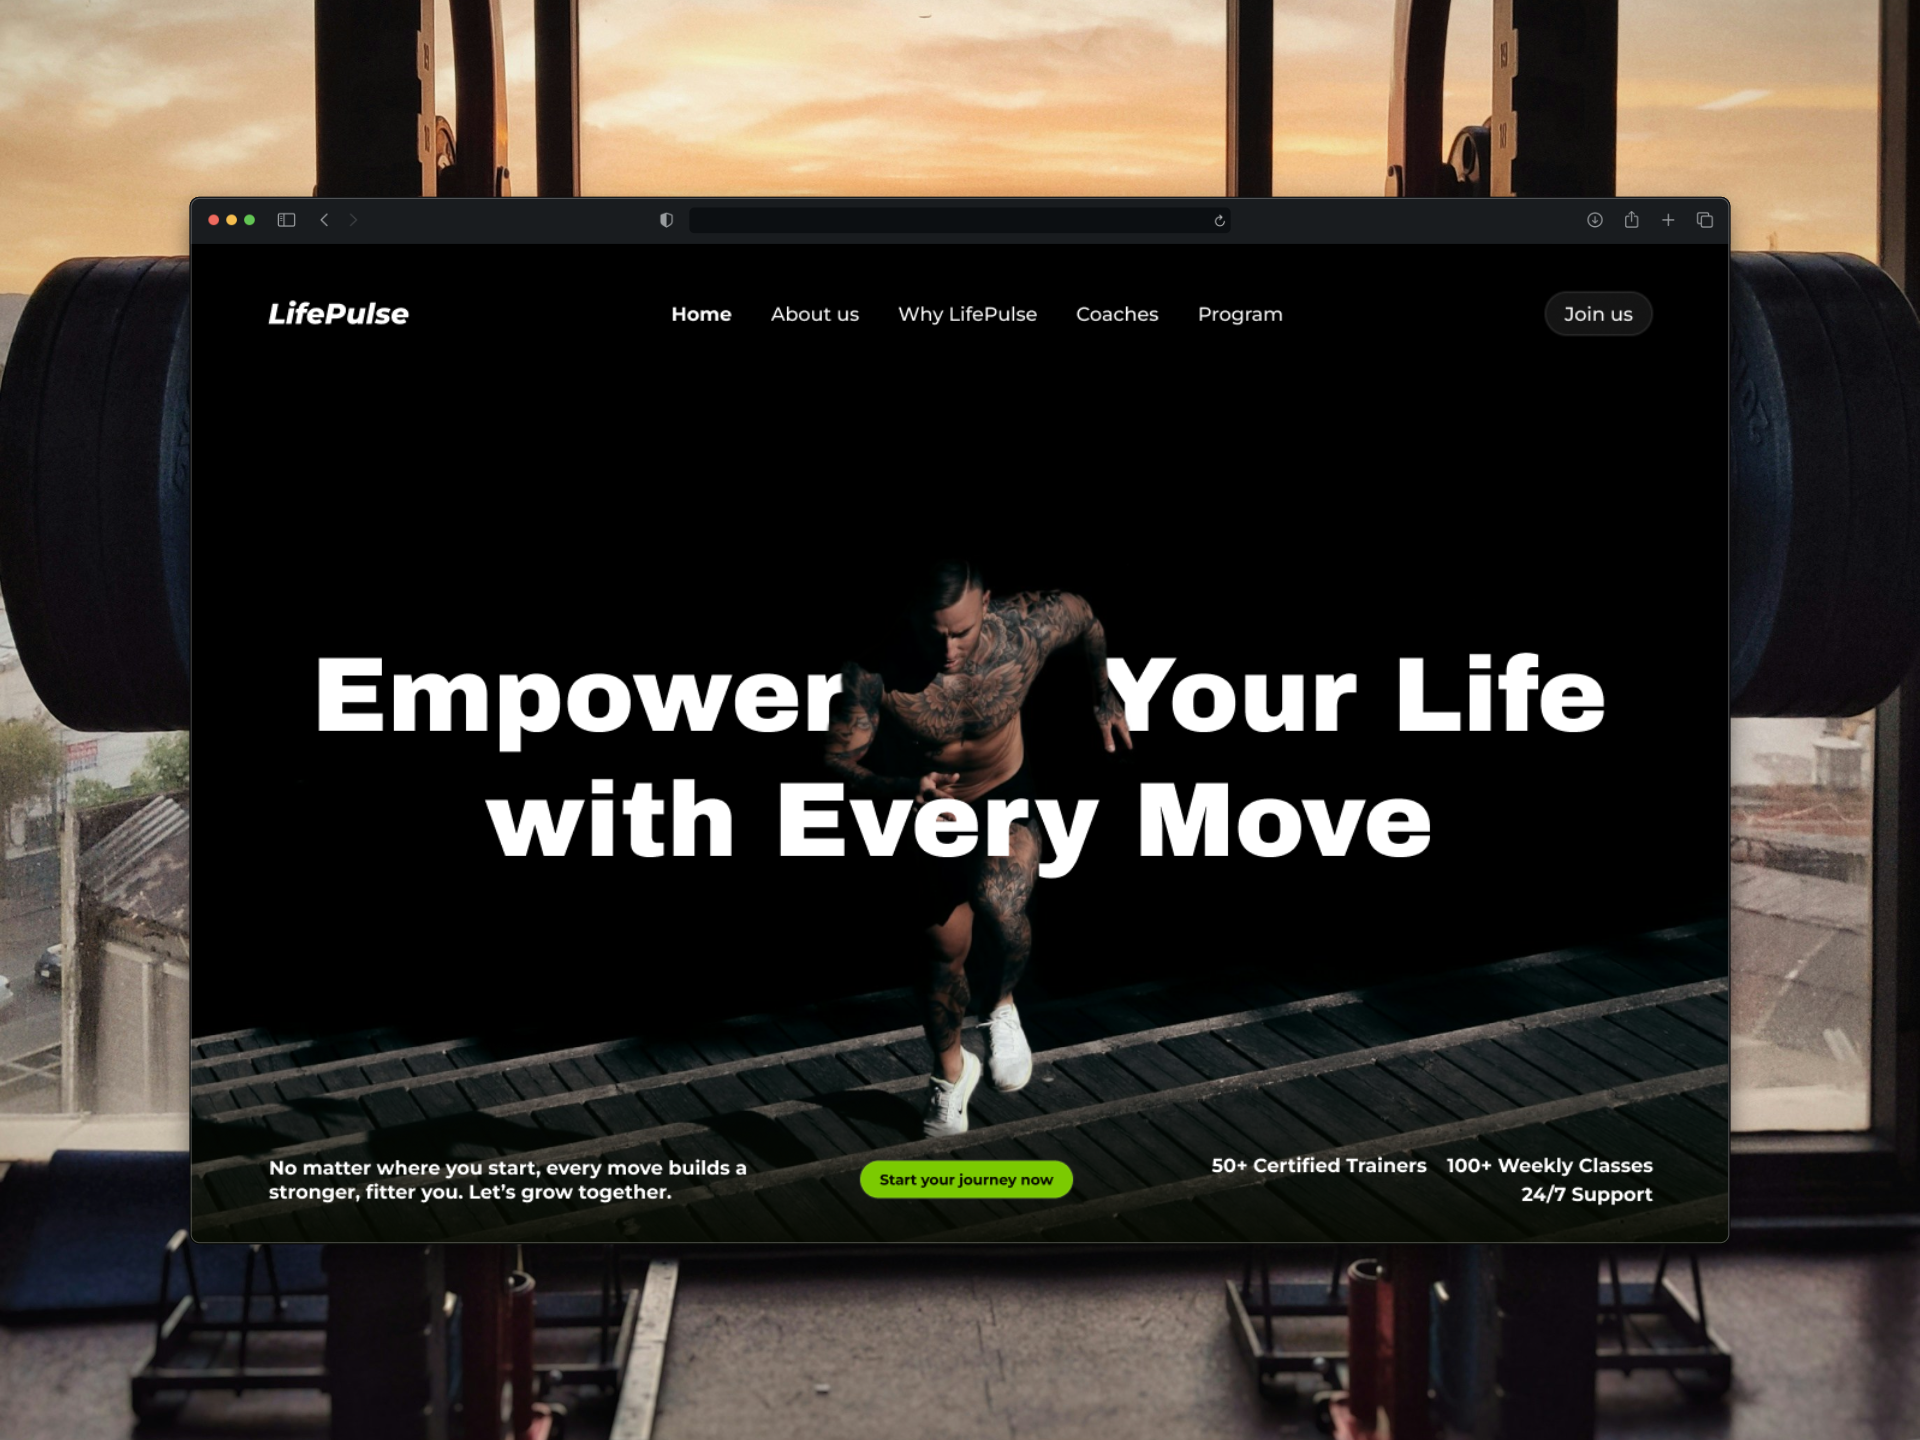 LifePulse
Home About us Why LifePulse Coaches Program
Join us
Empower Your Life
with Every Move
No matter where you start, every move builds a
stronger, fitter you. Let’s grow together.
Start your journey now
50+ Certified Trainers 100+ Weekly Classes
24/7 Support